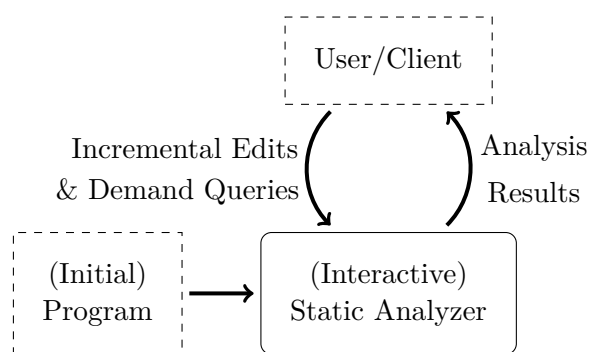 User/Client
Incremental Edits
& Demand Queries
Analysis
Results
(Initial)
Program
(Interactive)
Static Analyzer